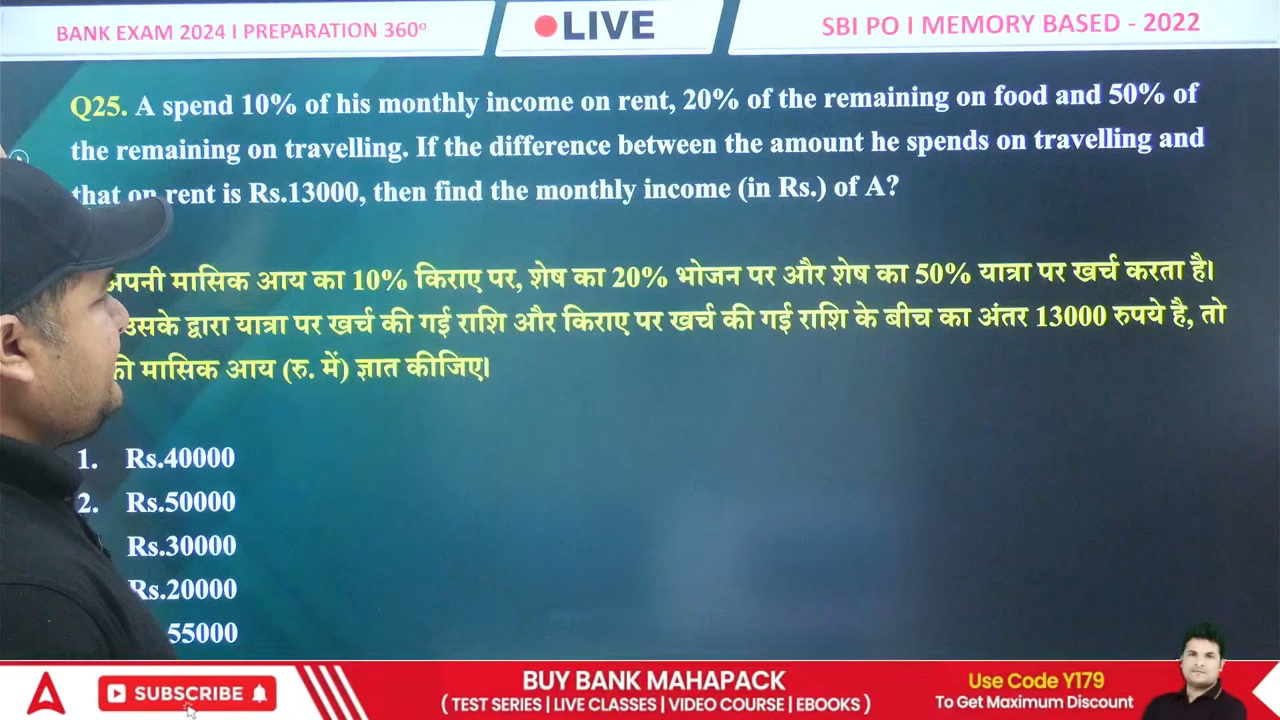 BANK EXAM 2024 I PREPARATION 360º
LIVE
SBI PO I MEMORY BASED - 2022
Q25. A spend 10% of his monthly income on rent, 20% of the remaining on food and 50% of
the remaining on travelling. If the difference between the amount he spends on travelling and
that on rent is Rs.13000, then find the monthly income (in Rs.) of A?
अपनी मासिक आय का 10% किराए पर, शेष का 20% भोजन पर और शेष का 50% यात्रा पर खर्च करता है।
उसके द्वारा यात्रा पर खर्च की गई राशि और किराए पर खर्च की गई राशि के बीच का अंतर 13000 रुपये है, तो
मासिक आय (रु. में) ज्ञात कीजिए।
1. Rs.40000
2. Rs.50000
Rs.30000
Rs.20000
55000
SUBSCRIBE
BUY BANK MAHAPACK
( TEST SERIES | LIVE CLASSES | VIDEO COURSE | EBOOKS )
Use Code Y179
To Get Maximum Discount